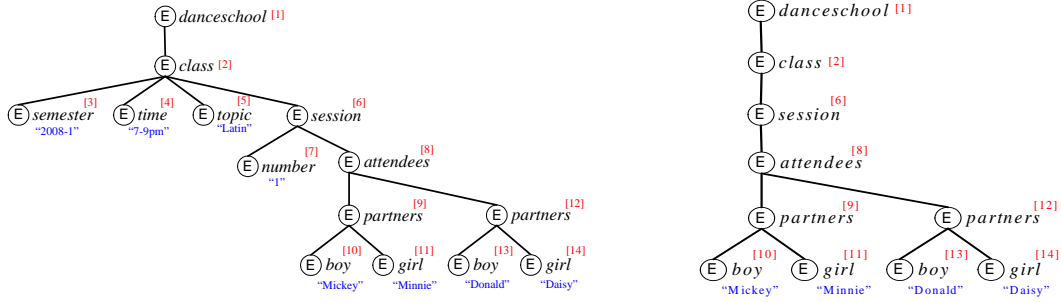 E danceschool [1]
E class [2]
E semester [3] E time [4] E topic [5] E session [6]
“2008-1” “7-9pm” “Latin”
E number [7] E attendees [8]
“1”
E partners [9] E partners [12]
E boy [10] E girl [11] E boy [13] E girl [14]
“Mickey” “Minnie” “Donald” “Daisy”
E danceschool [1]
E class [2]
E session [6]
E attendees [8]
E partners [9] E partners [12]
E boy [10] E girl [11] E boy [13] E girl [14]
“Mickey” “Minnie” “Donald” “Daisy”